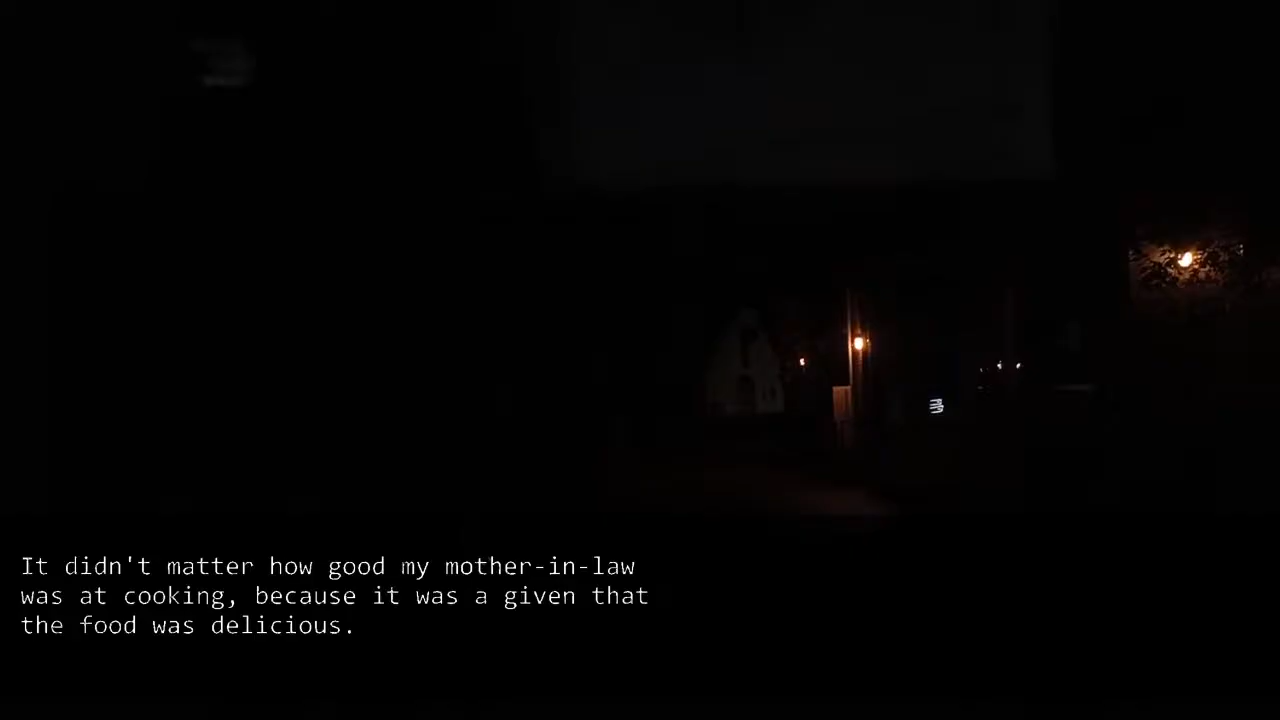 It didn't matter how good my mother-in-law
was at cooking, because it was a given that
the food was delicious.